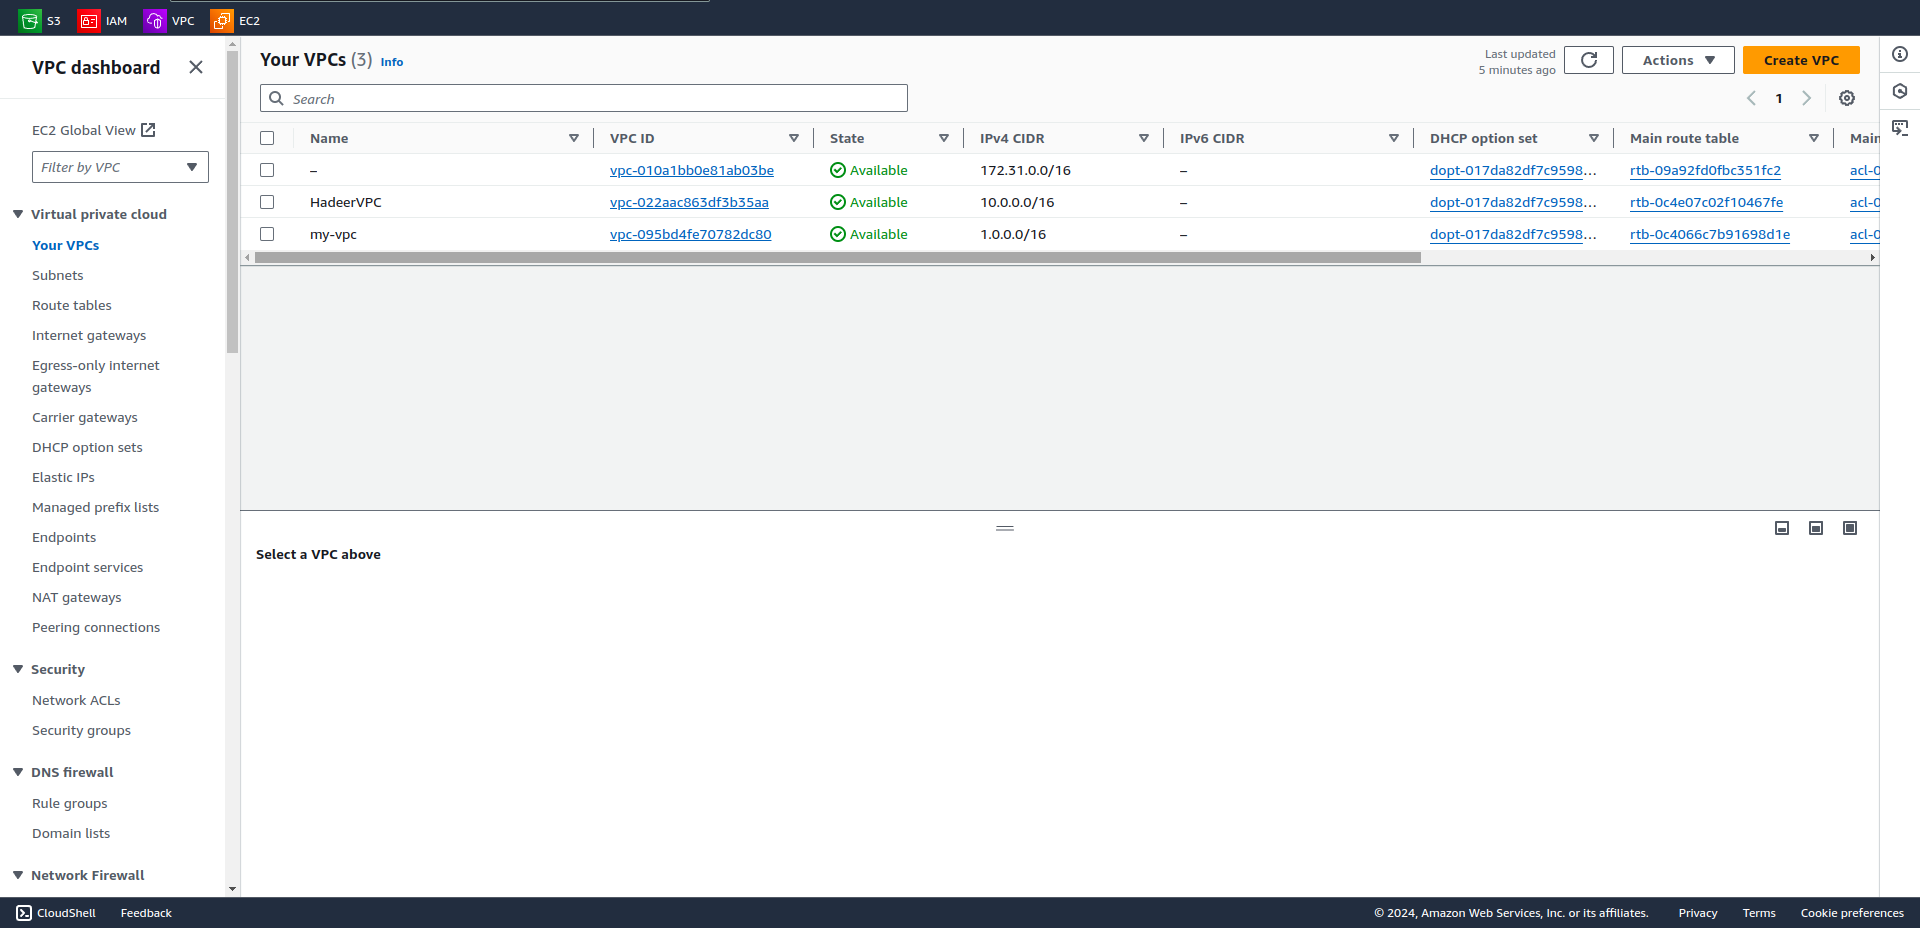 S3 IAM VPC EC2
VPC dashboard
EC2 Global View
Filter by VPC
Virtual private cloud
Your VPCs
Subnets
Route tables
Internet gateways
Egress-only internet
gateways
Carrier gateways
DHCP option sets
Elastic IPs
Managed prefix lists
Endpoints
Endpoint services
NAT gateways
Peering connections
Security
Network ACLs
Security groups
DNS firewall
Rule groups
Domain lists
Network Firewall
Your VPCs (3) Info
Last updated
5 minutes ago
Actions
Create VPC
Search
1
Name VPC ID State IPv4 CIDR IPv6 CIDR DHCP option set Main route table Main
– vpc-010a1bb0e81ab03be Available 172.31.0.0/16 – dopt-017da82df7c9598... rtb-09a92fd0fbc351fc2 acl-0
HadeerVPC vpc-022aac863df3b35aa Available 10.0.0.0/16 – dopt-017da82df7c9598... rtb-0c4e07c02f10467fe acl-0
my-vpc vpc-095bd4fe70782dc80 Available 1.0.0.0/16 – dopt-017da82df7c9598... rtb-0c4066c7b91698d1e acl-0
Select a VPC above
CloudShell Feedback © 2024, Amazon Web Services, Inc. or its affiliates. Privacy Terms Cookie preferences